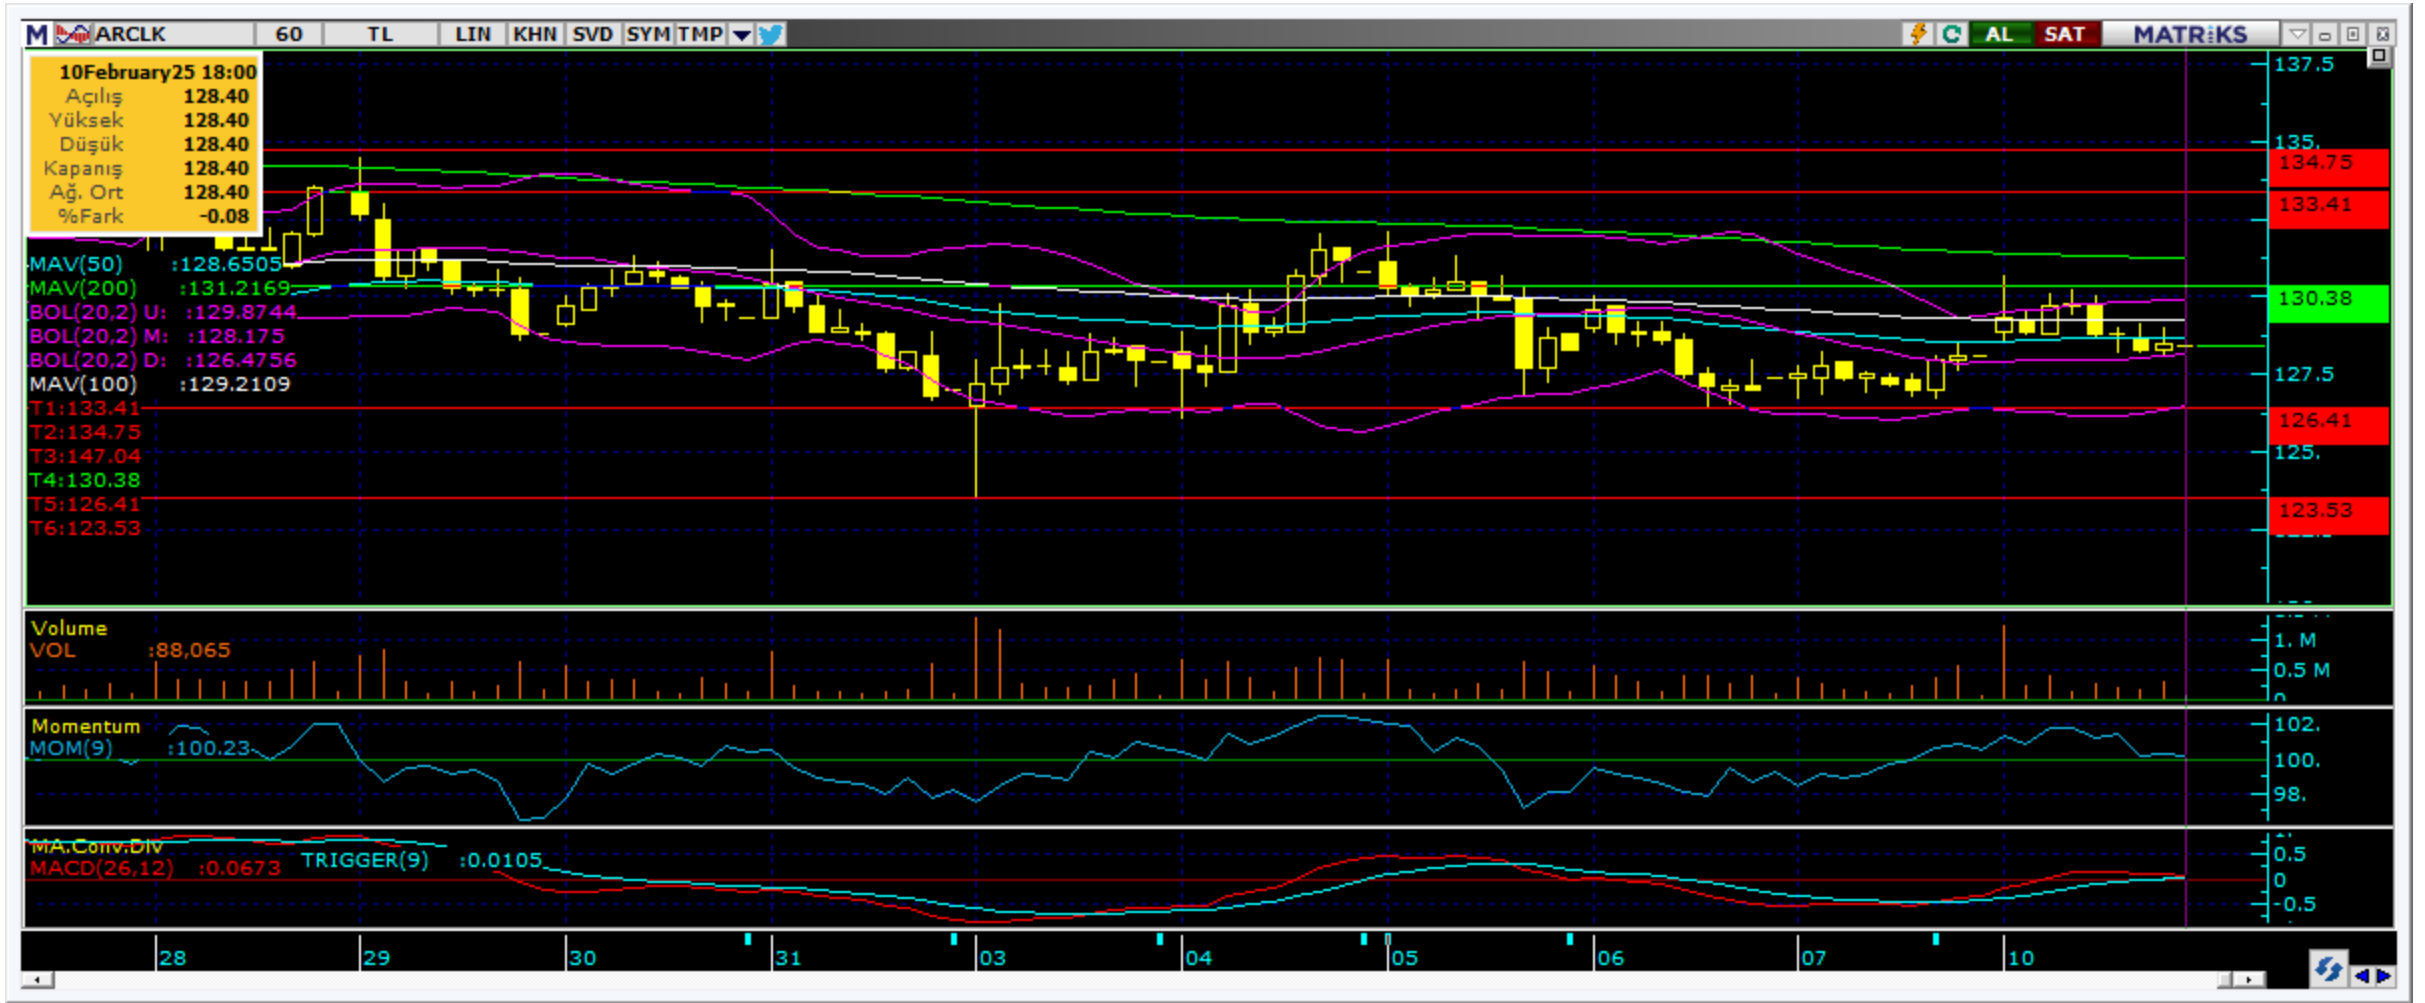 M ARCLK 60 TL LIN KHN SVD SYM TMP AL SAT MATRiKS
10February25 18:00
Açılış 128.40
Yüksek 128.40
Düşük 128.40
Kapanış 128.40
Ağ. Ort 128.40
%Fark -0.08
MAV(50) :128.6505
MAV(200) :131.2169
BOL(20,2) U: :129.8744
BOL(20,2) M: :128.175
BOL(20,2) D: :126.4756
MAV(100) :129.2109
T1:133.41
T2:134.75
T3:147.04
T4:130.38
T5:126.41
T6:123.53
137.5
135.
134.75
133.41
130.38
127.5
126.41
125.
123.53
Volume
VOL :88,065
1. M
0.5 M
0
Momentum
MOM(9) :100.23
102.
100.
98.
MA.Conv.Div
MACD(26,12) :0.0673 TRIGGER(9) :0.0105
0.5
0
-0.5
28 29 30 31 03 04 05 06 07 10